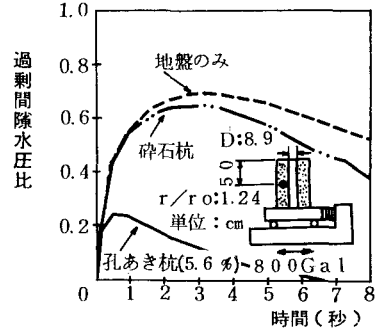 過剰間隙水圧比
1.0
0.8
0.6
0.4
0.2
0
地盤のみ
砕石杭
D:8.9
50
r/ro:1.24
単位:cm
孔あき杭(5.6%)~800Gal
0 1 2 3 4 5 6 7 8
時間(秒)